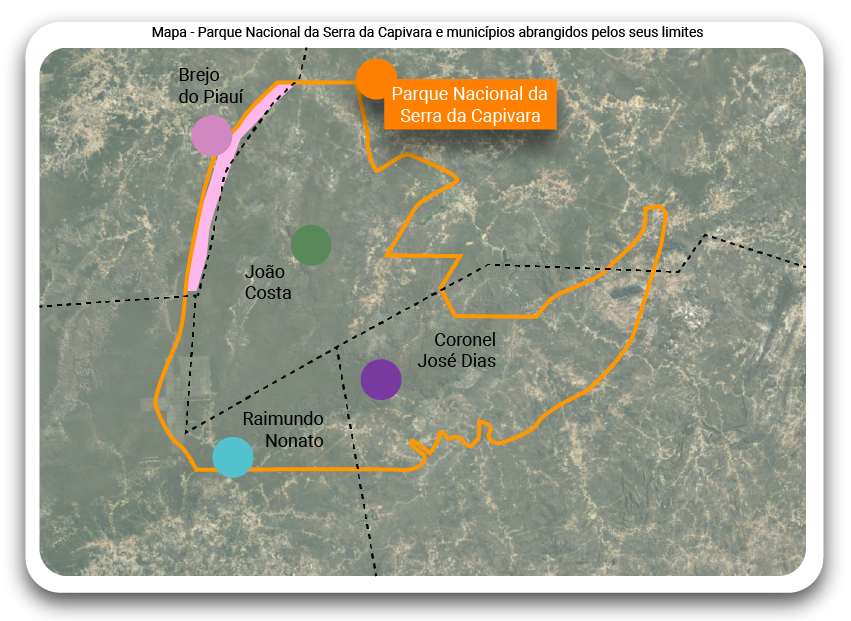 Mapa - Parque Nacional da Serra da Capivara e municípios abrangidos pelos seus limites
Brejo
do Piauí
Parque Nacional da
Serra da Capivara
João
Costa
Coronel
José Dias
Raimundo
Nonato